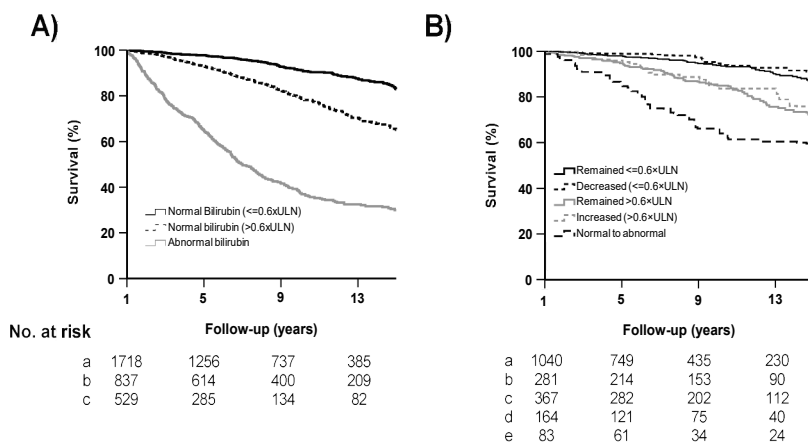 A)
100
80
60
40
20
0
Survival (%)
Normal Bilirubin (<=0.6xULN)
Normal bilirubin (>0.6xULN)
Abnormal bilirubin
1 5 9 13
Follow-up (years)
No. at risk
a 1718 1256 737 385
b 837 614 400 209
c 529 285 134 82
B)
100
80
60
40
20
0
Survival (%)
Remained <=0.6×ULN
Decreased (<=0.6×ULN)
Remained >0.6×ULN
Increased (>0.6×ULN)
Normal to abnormal
1 5 9 13
Follow-up (years)
a 1040 749 435 230
b 281 214 153 90
c 367 282 202 112
d 164 121 75 40
e 83 61 34 24